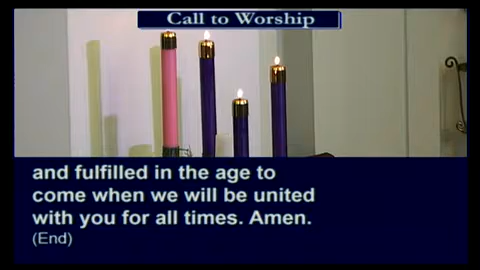 Call to Worship
and fulfilled in the age to
come when we will be united
with you for all times. Amen.
(End)